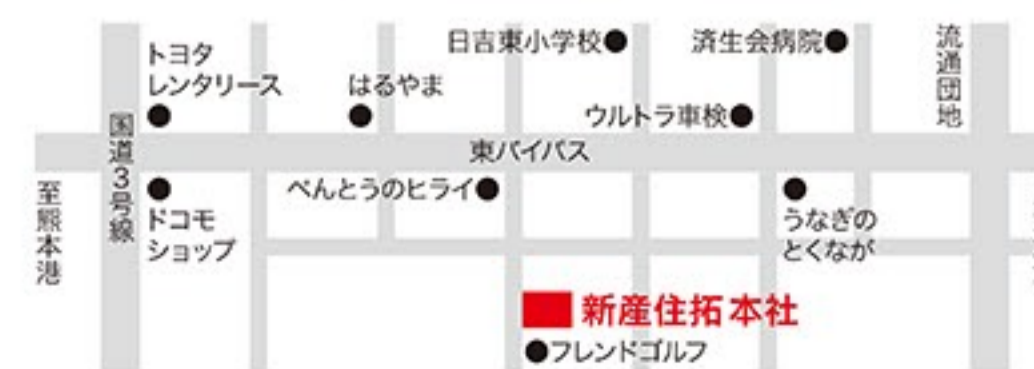 日吉東小学校
済生会病院
流通団地
トヨタ
レンタリース
はるやま
ウルトラ車検
国道3号線
東バイパス
至熊本港
べんとうのヒライ
ドコモ
ショップ
うなぎの
とくなが
新産住拓本社
フレンドゴルフ